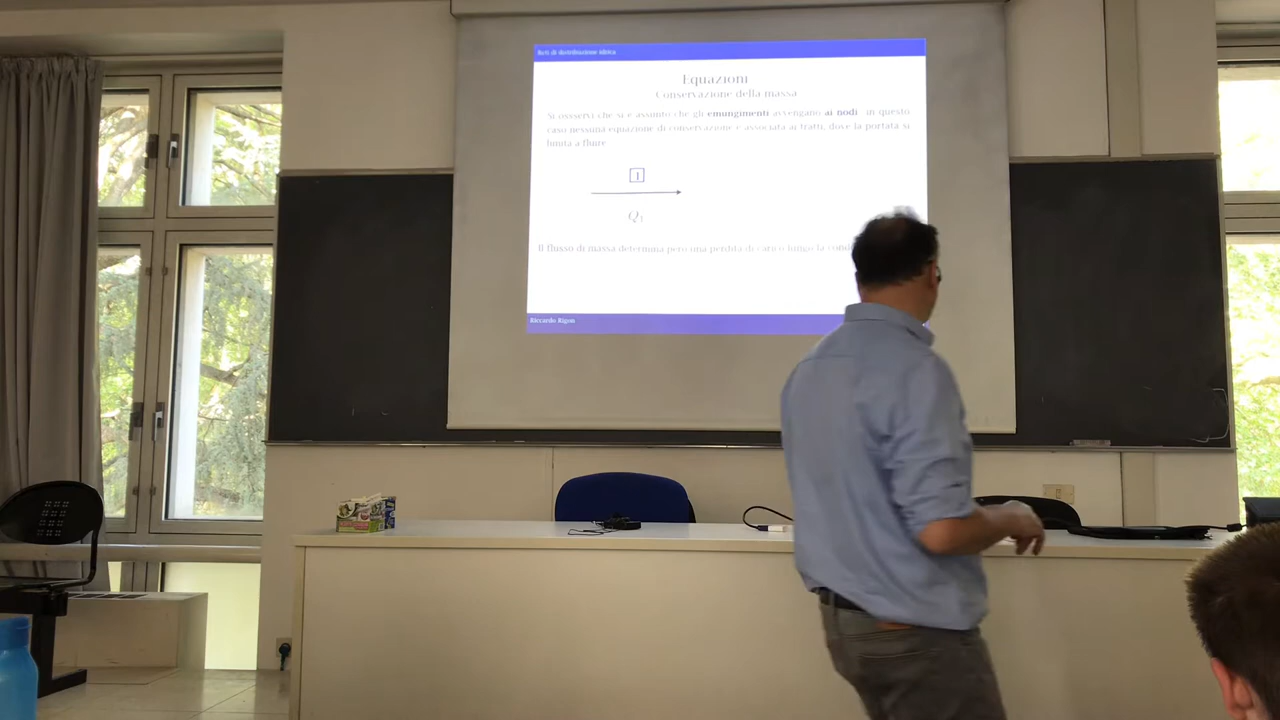 Reti di distribuzione idrica
Equazioni
Conservazione della massa
Si osservi che si è assunto che gli emungimenti avvengano ai nodi in questo
caso nessuna equazione di conservazione è associata ai tratti, dove la portata si
limita a fluire
1
Q1
Il flusso di massa determina però una perdita di carico lungo la
Riccardo Rigon